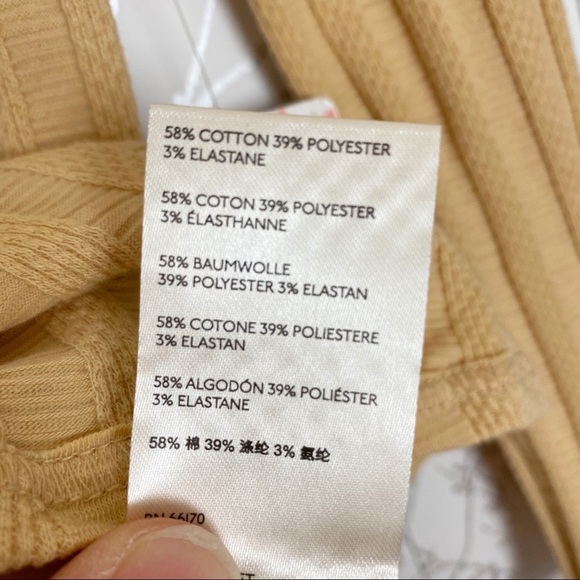 58% COTTON 39% POLYESTER
3% ELASTANE
58% COTON 39% POLYESTER
3% ÉLASTHANNE
58% BAUMWOLLE
39% POLYESTER 3% ELASTAN
58% COTONE 39% POLIESTERE
3% ELASTAN
58% ALGODÓN 39% POLIÉSTER
3% ELASTANE
58% 棉 39% 涤纶 3% 氨纶
RN 66170